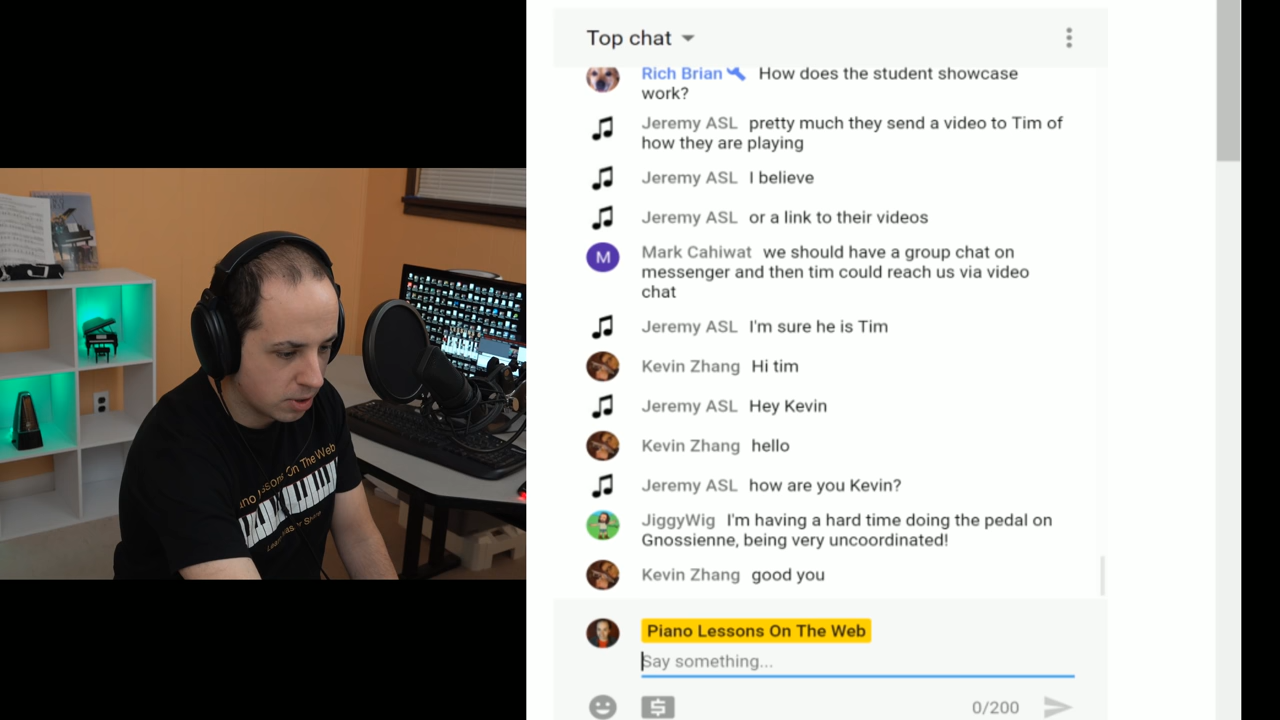 Top chat
Rich Brian How does the student showcase
work?
Jeremy ASL pretty much they send a video to Tim of
how they are playing
Jeremy ASL I believe
Jeremy ASL or a link to their videos
M
Mark Cahiwat we should have a group chat on
messenger and then tim could reach us via video
chat
Jeremy ASL I'm sure he is Tim
Kevin Zhang Hi tim
Jeremy ASL Hey Kevin
Kevin Zhang hello
Jeremy ASL how are you Kevin?
JiggyWig I'm having a hard time doing the pedal on
Gnossienne, being very uncoordinated!
Kevin Zhang good you
Piano Lessons On The Web
Say something...
0/200
ano Lessons On The Web